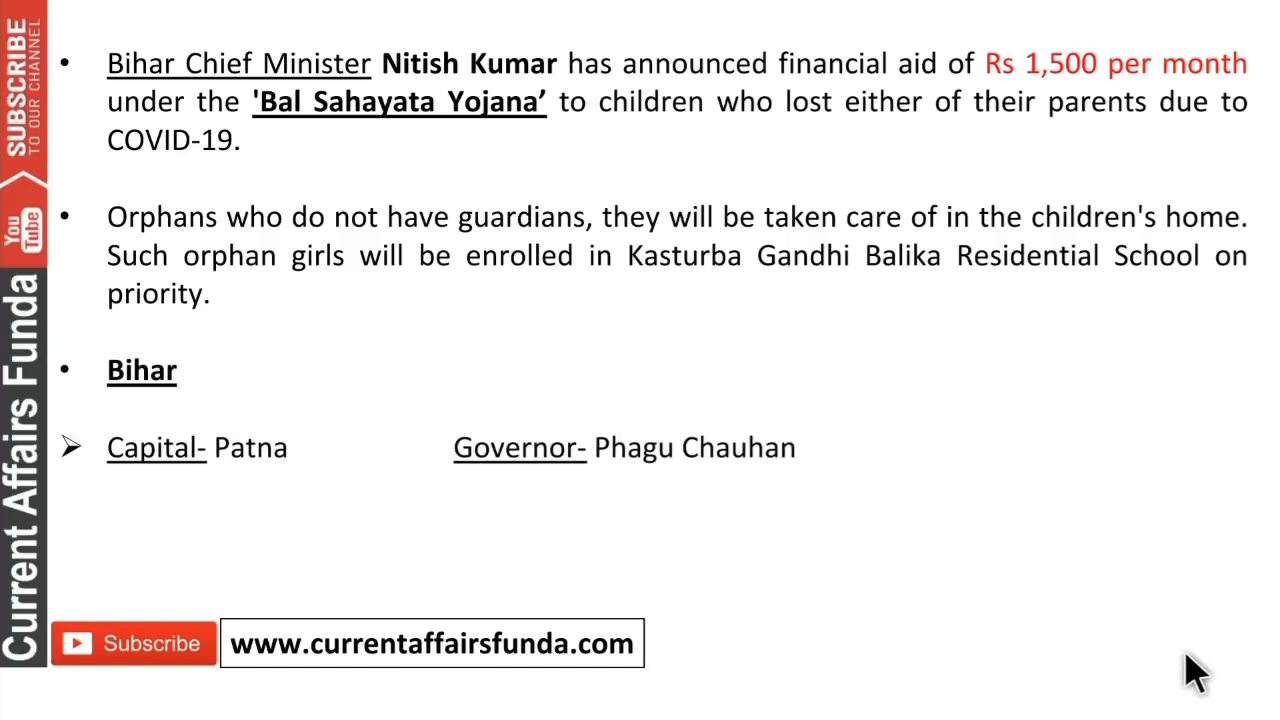 SUBSCRIBE
TO OUR CHANNEL
You
Tube
Current Affairs Funda
• Bihar Chief Minister Nitish Kumar has announced financial aid of Rs 1,500 per month
under the 'Bal Sahayata Yojana’ to children who lost either of their parents due to
COVID-19.
• Orphans who do not have guardians, they will be taken care of in the children's home.
Such orphan girls will be enrolled in Kasturba Gandhi Balika Residential School on
priority.
• Bihar
➢ Capital- Patna Governor- Phagu Chauhan
Subscribe www.currentaffairsfunda.com